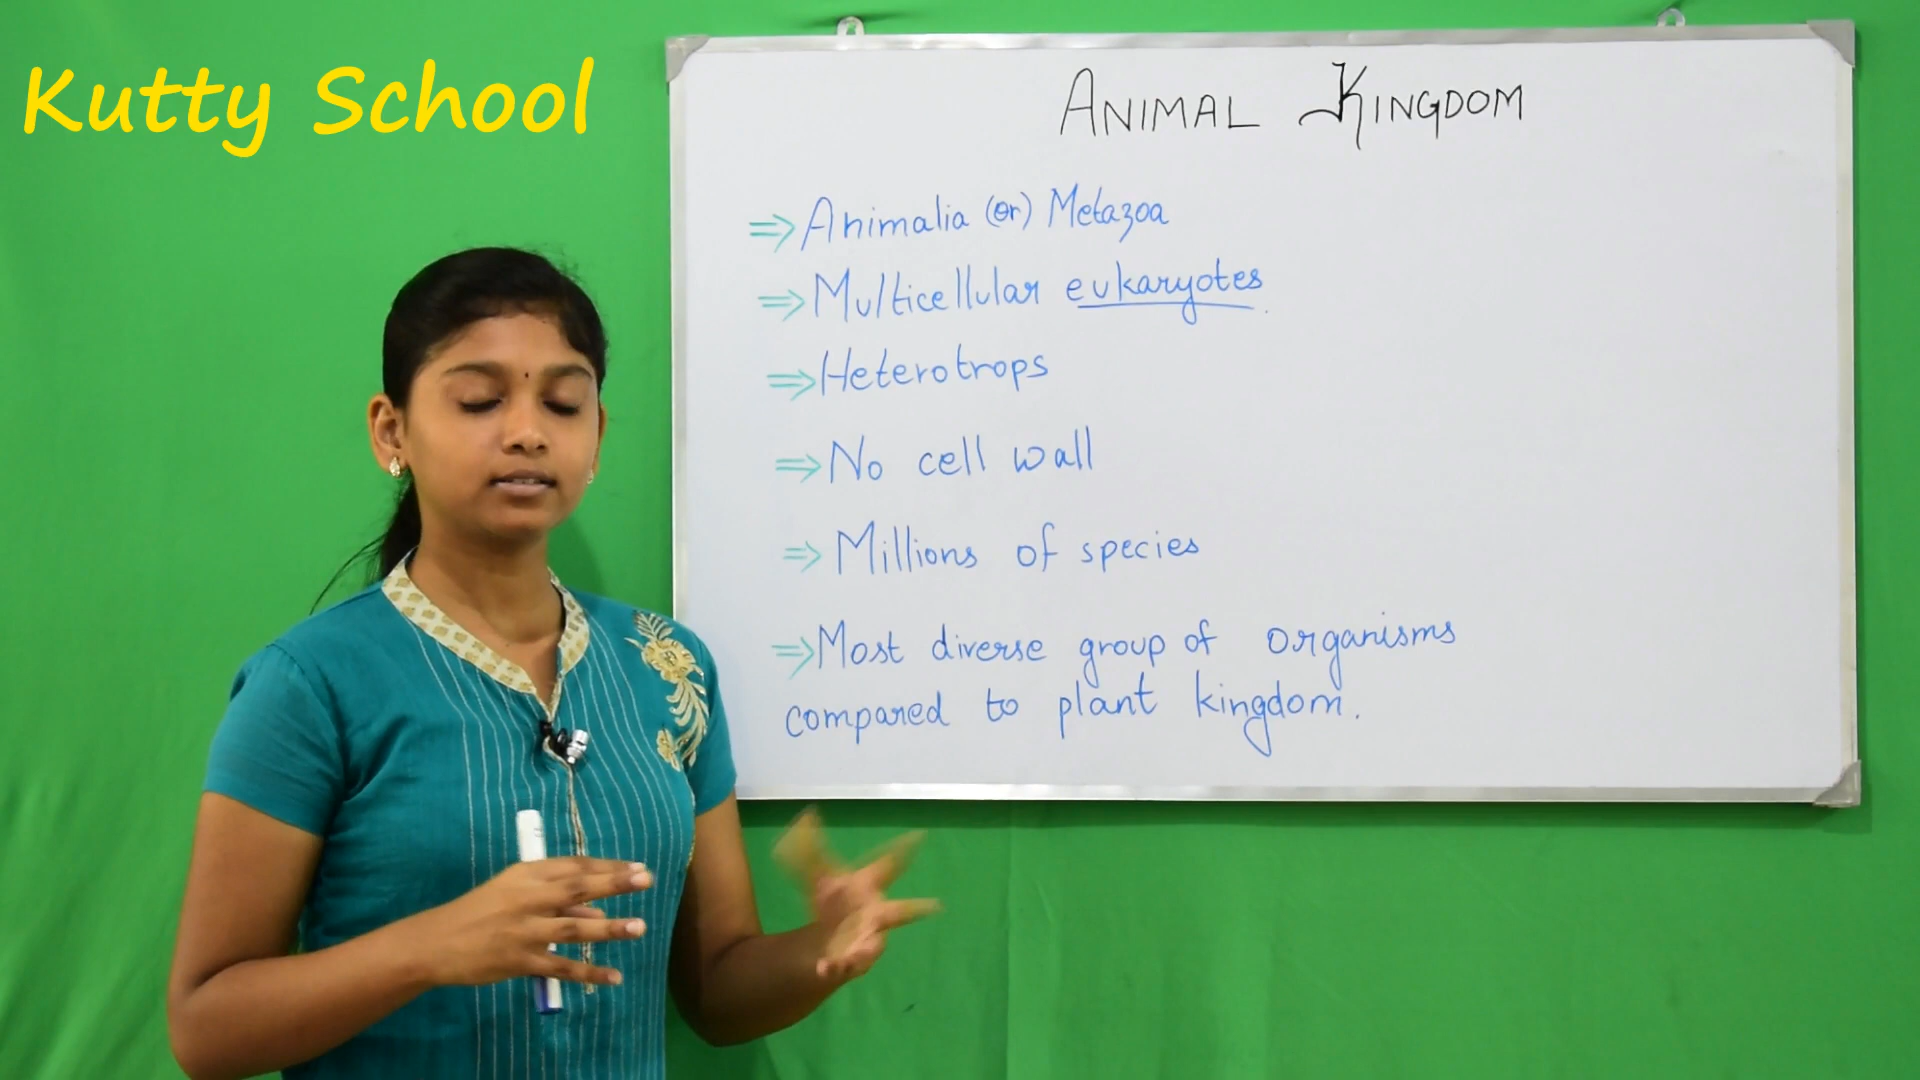 Kutty School
ANIMAL KINGDOM
⇒ Animalia (or) Metazoa
⇒ Multicellular eukaryotes.
⇒ Heterotrops
⇒ No cell wall
⇒ Millions of species
⇒ Most diverse group of organisms
compared to plant kingdom.